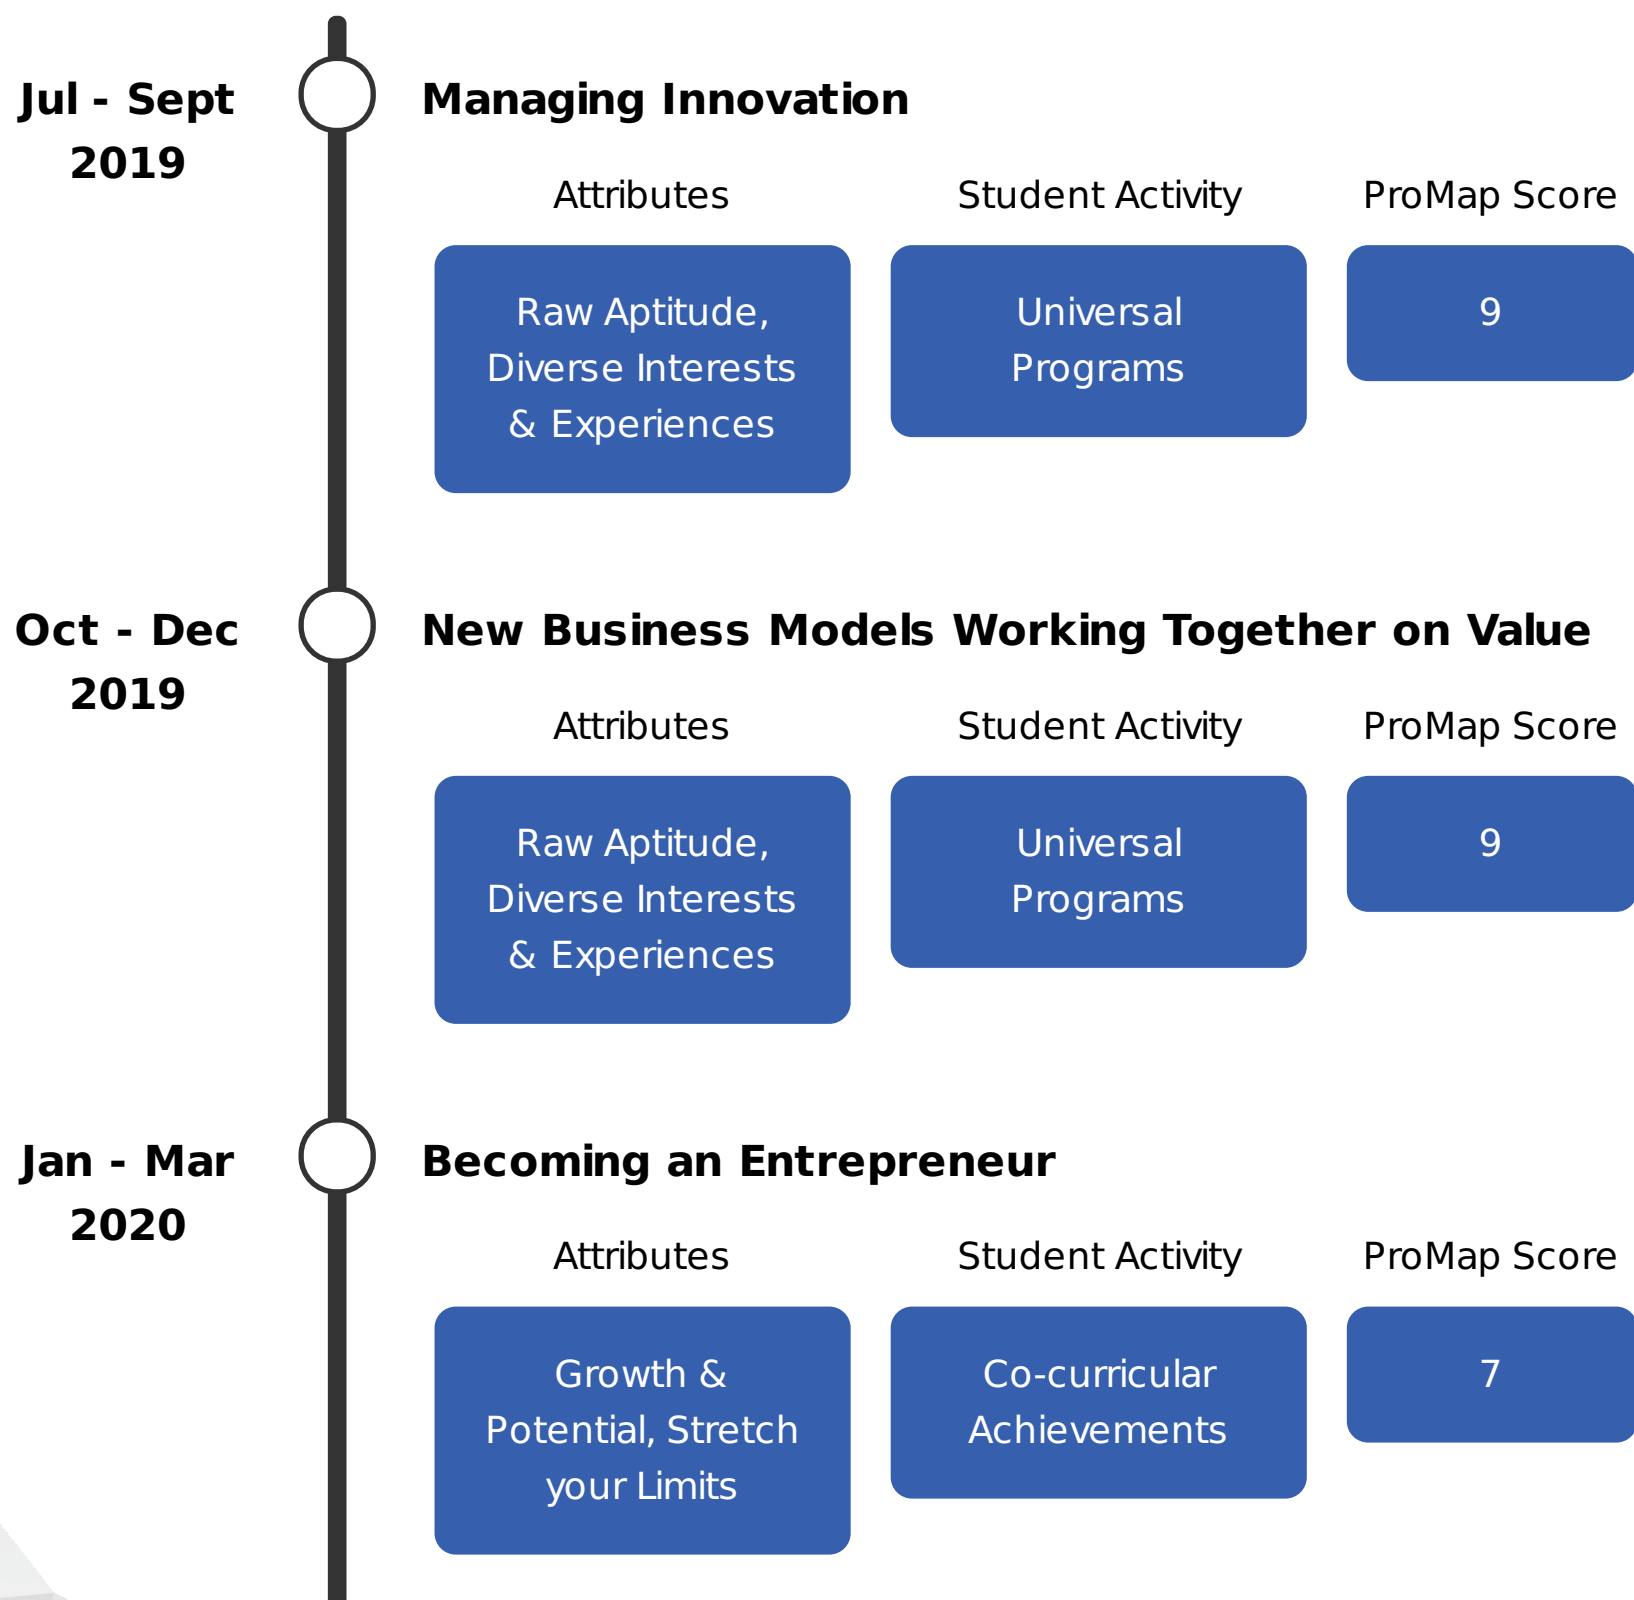 Jul - Sept
2019
Managing Innovation
Attributes
Student Activity
ProMap Score
Raw Aptitude,
Diverse Interests
& Experiences
Universal
Programs
9
Oct - Dec
2019
New Business Models Working Together on Value
Attributes
Student Activity
ProMap Score
Raw Aptitude,
Diverse Interests
& Experiences
Universal
Programs
9
Jan - Mar
2020
Becoming an Entrepreneur
Attributes
Student Activity
ProMap Score
Growth &
Potential, Stretch
your Limits
Co-curricular
Achievements
7